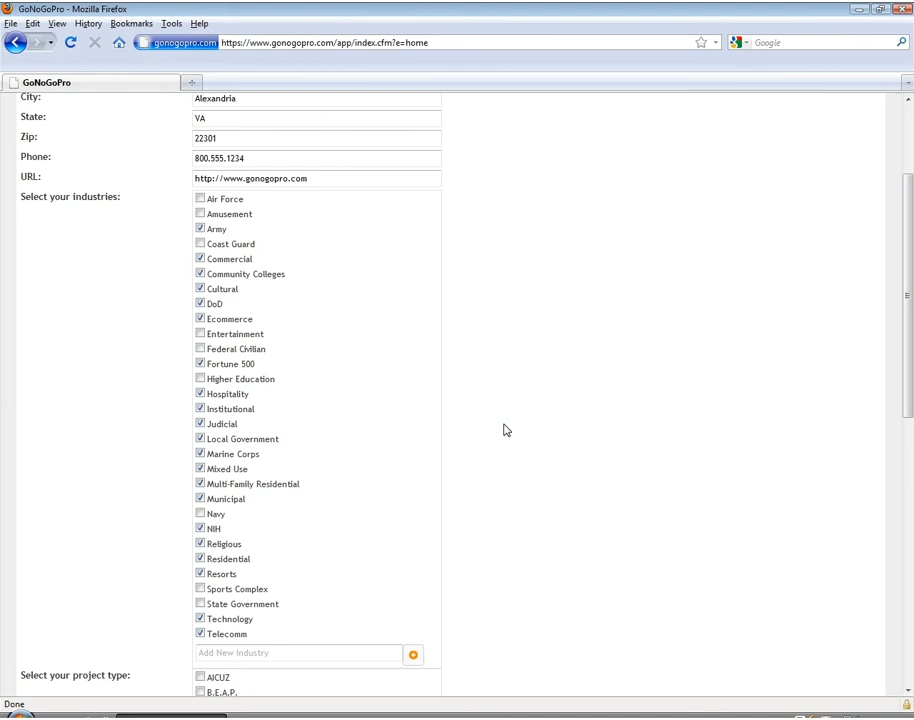 GoNoGoPro - Mozilla Firefox
File Edit View History Bookmarks Tools Help
gonogopro.com https://www.gonogopro.com/app/index.cfm?e=home Google
GoNoGoPro
City: Alexandria
State: VA
Zip: 22301
Phone: 800.555.1234
URL: http://www.gonogopro.com
Select your industries: Air Force
Amusement
Army
Coast Guard
Commercial
Community Colleges
Cultural
DoD
Ecommerce
Entertainment
Federal Civilian
Fortune 500
Higher Education
Hospitality
Institutional
Judicial
Local Government
Marine Corps
Mixed Use
Multi-Family Residential
Municipal
Navy
NIH
Religious
Residential
Resorts
Sports Complex
State Government
Technology
Telecomm
Add New Industry
Select your project type: AICUZ
B.E.A.P.
Done